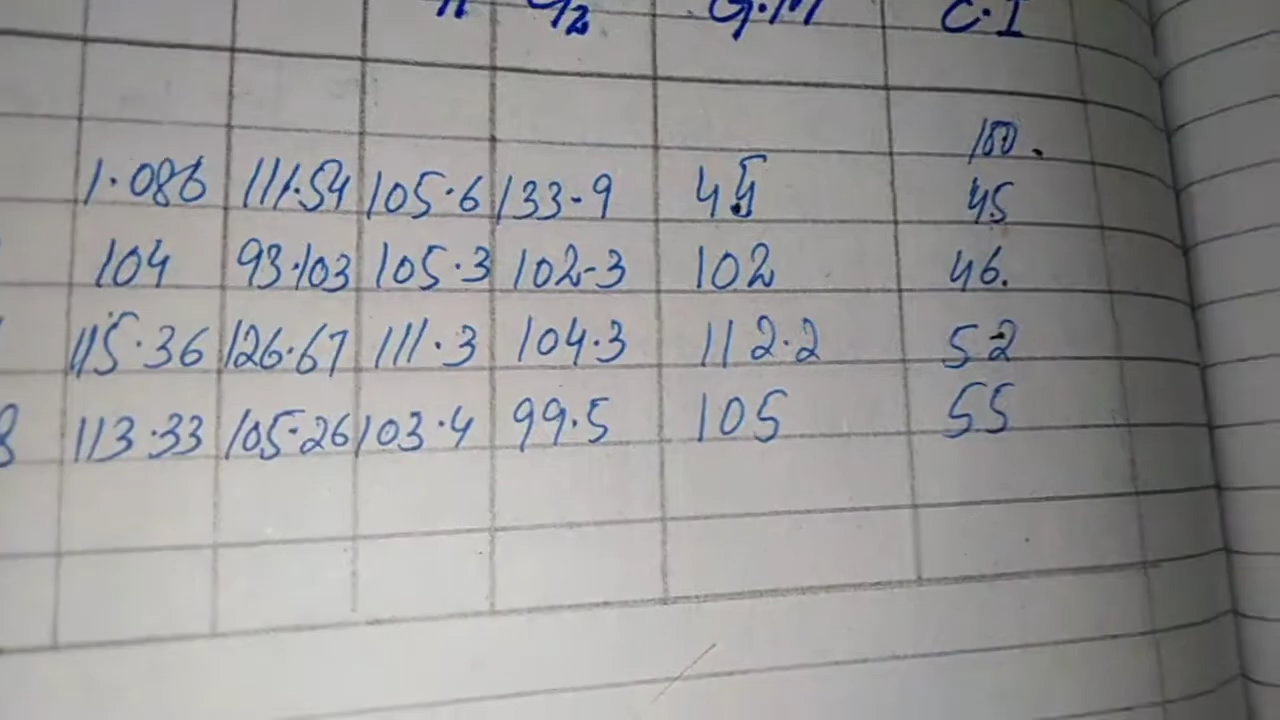 G.M C.I
150.
1.086 111.54 105.6 133-9 45
104 93.103 105.3 102-3 102 46.
115.36 126.67 111.3 104.3 112.2 52
113.33 105.26 103.4 99.5 105 55